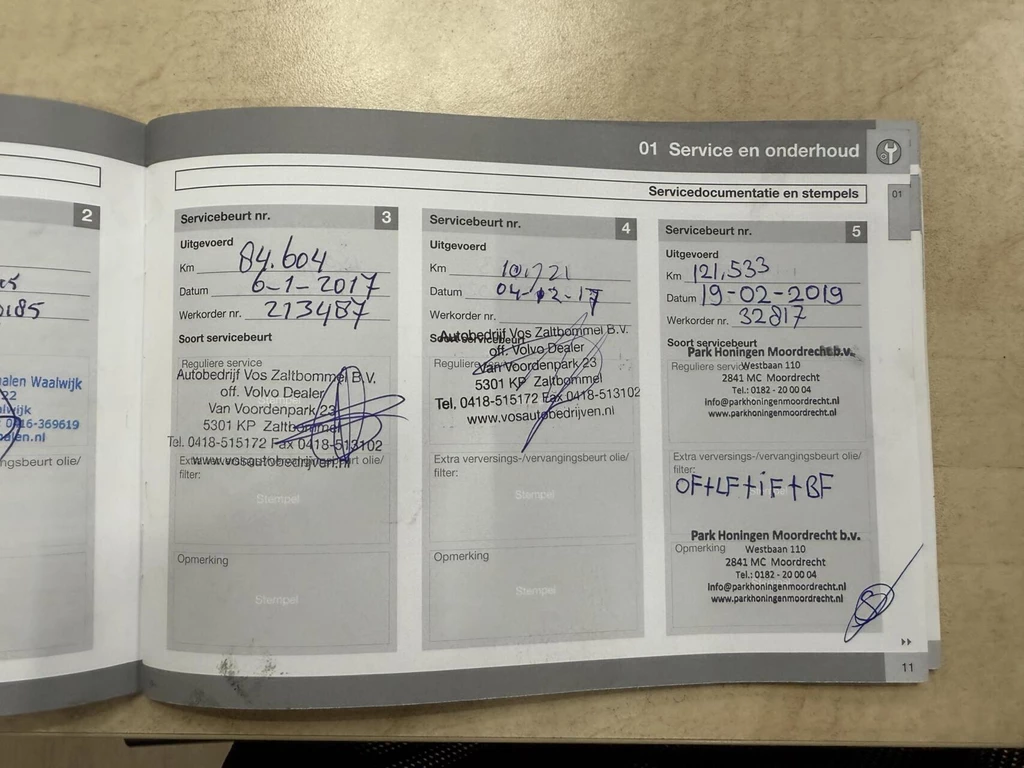 01 Service en onderhoud
Servicedocumentatie en stempels
01
2
0185
alen Waalwijk
22
lwijk
0416-369619
alen.nl
ngsbeurt olie/
Servicebeurt nr. 3
Uitgevoerd
Km 84.604
Datum 6-1-2017
Werkorder nr. 213487
Soort servicebeurt
Reguliere service
Autobedrijf Vos Zaltbommel B.V.
off. Volvo Dealer
Van Voordenpark 23
5301 KP Zaltbommel
Tel. 0418-515172 Fax 0418-513102
www.vosautobedrijven.nl
Extra verversings-/vervangingsbeurt olie/
filter:
Stempel
Opmerking
Stempel
Servicebeurt nr. 4
Uitgevoerd
Km
Datum 04-12-17
Werkorder nr.
Soort servicebeurt
Autobedrijf Vos Zaltbommel B.V.
off. Volvo Dealer
Reguliere
Van Voordenpark 23
5301 KP Zaltbommel
Tel. 0418-515172 Fax 0418-513102
www.vosautobedrijven.nl
Extra verversings-/vervangingsbeurt olie/
filter:
Stempel
Opmerking
Stempel
Servicebeurt nr. 5
Uitgevoerd
Km 121.533
Datum 19-02-2019
Werkorder nr. 32817
Soort servicebeurt
Park Honingen Moordrecht b.v.
Reguliere service
Westbaan 110
2841 MC Moordrecht
Tel.: 0182 - 20 00 04
info@parkhoningenmoordrecht.nl
www.parkhoningenmoordrecht.nl
Extra verversings-/vervangingsbeurt olie/
filter:
OF+LF+iF+BF
Park Honingen Moordrecht b.v.
Opmerking
Westbaan 110
2841 MC Moordrecht
Tel.: 0182 - 20 00 04
info@parkhoningenmoordrecht.nl
www.parkhoningenmoordrecht.nl
11